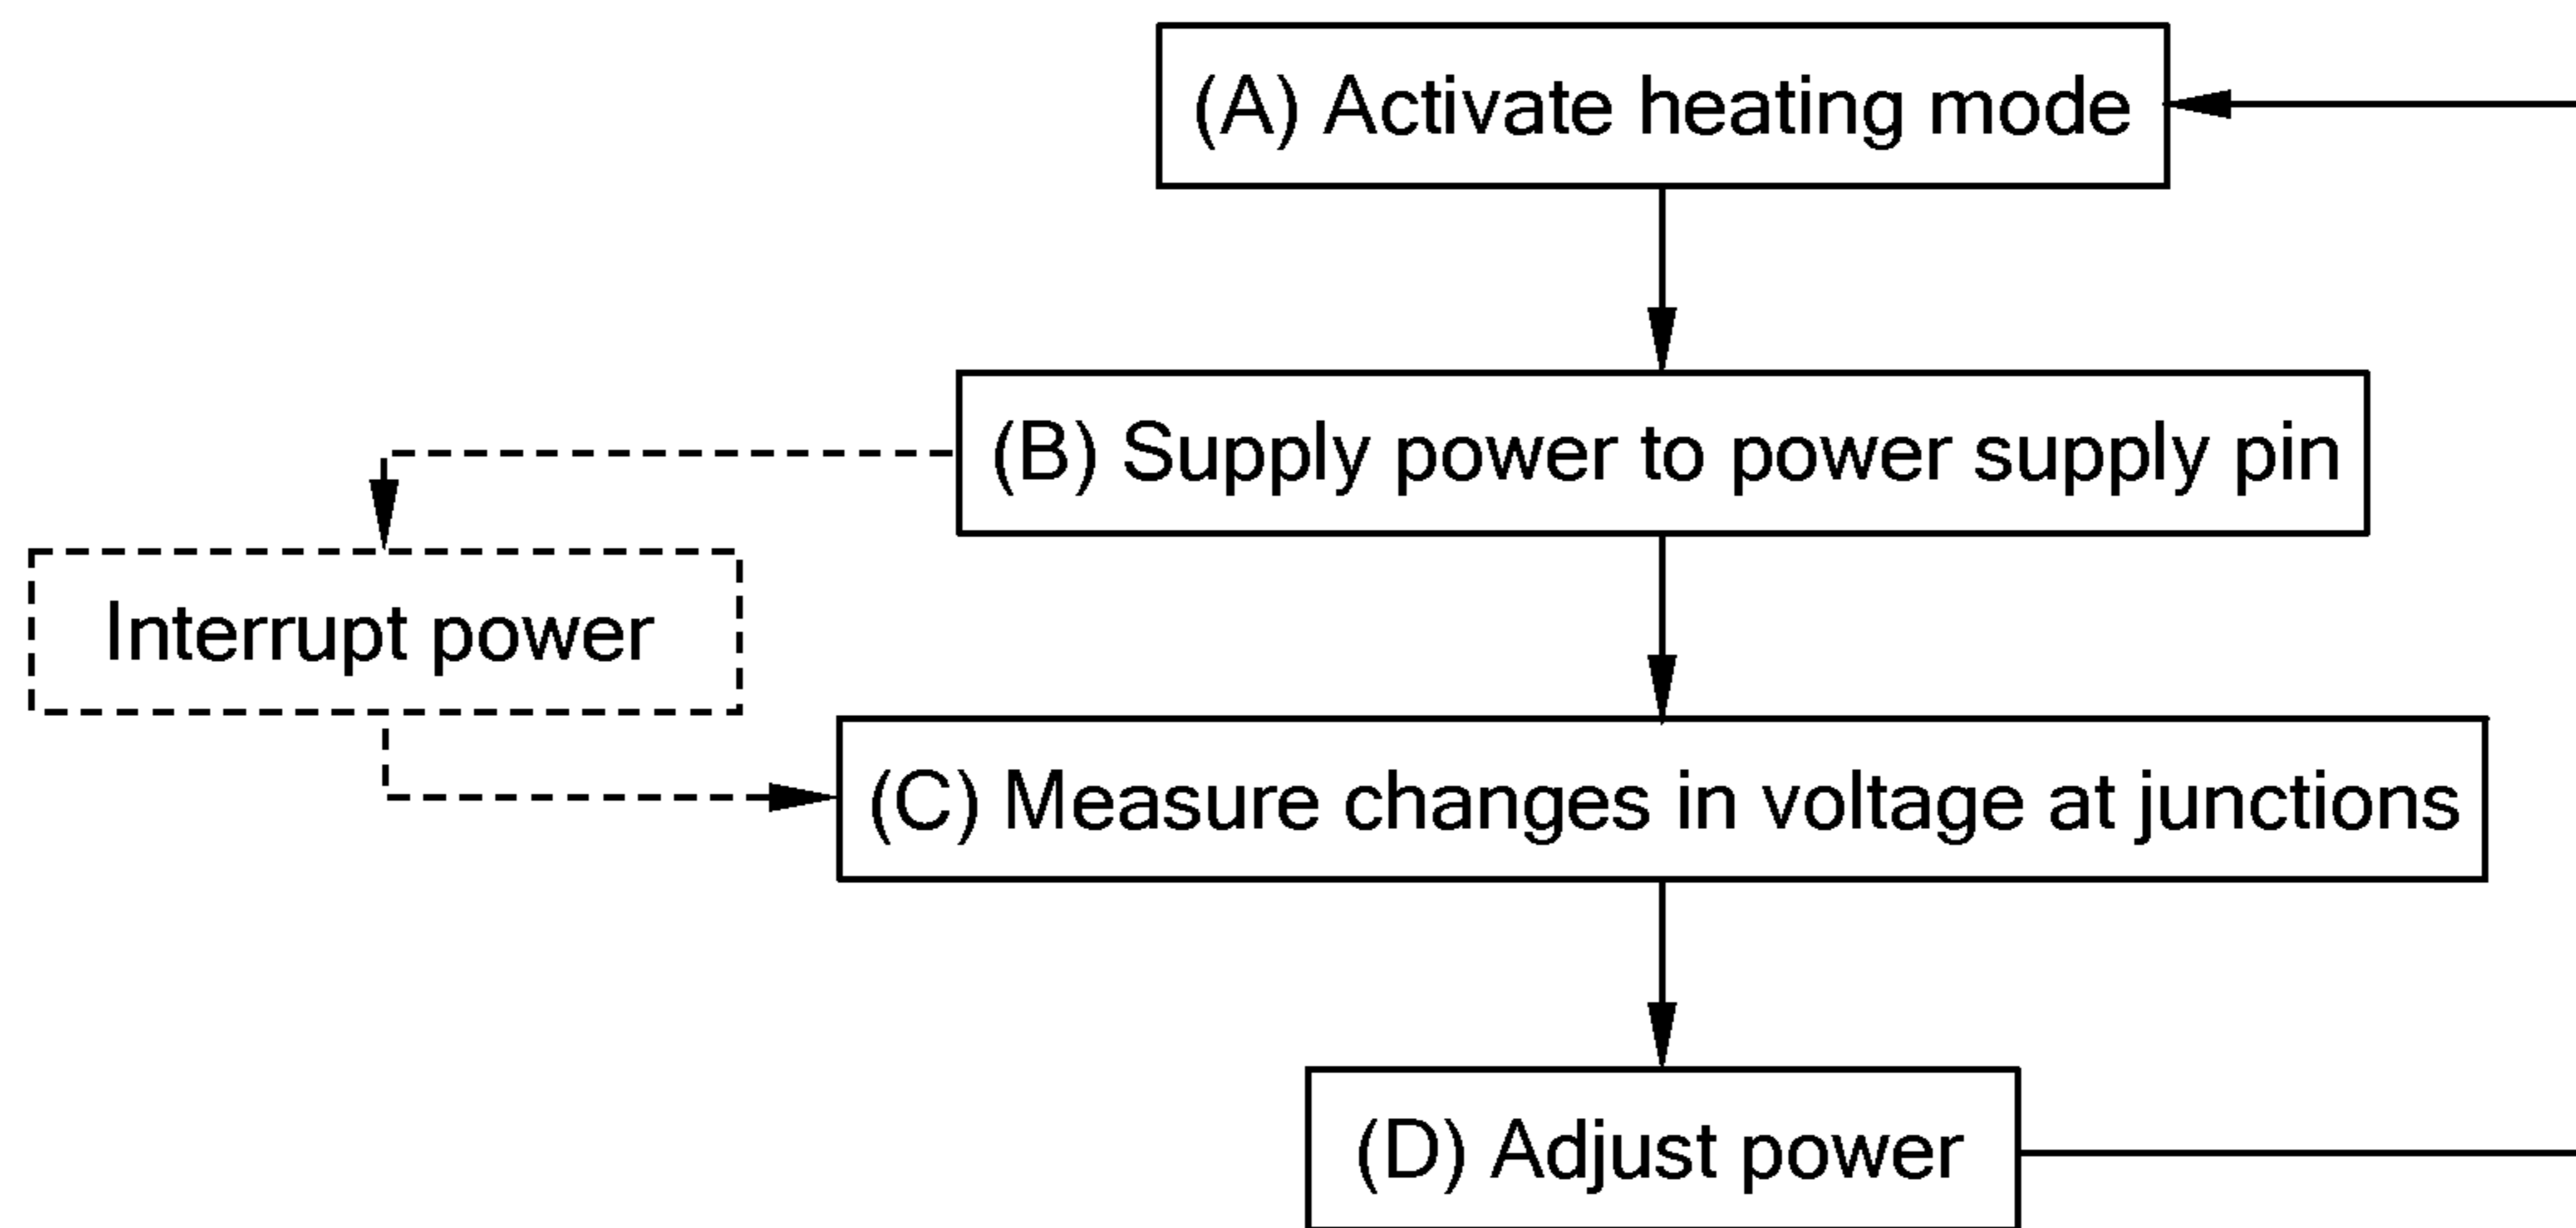 (A) Activate heating mode
(B) Supply power to power supply pin
Interrupt power
(C) Measure changes in voltage at junctions
(D) Adjust power